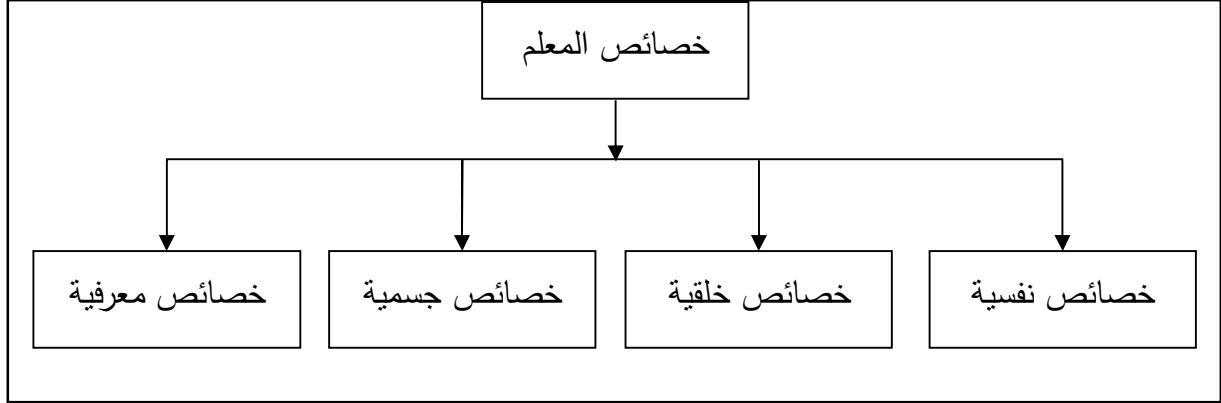 خصائص المعلم
خصائص نفسية
خصائص خلقية
خصائص جسمية
خصائص معرفية